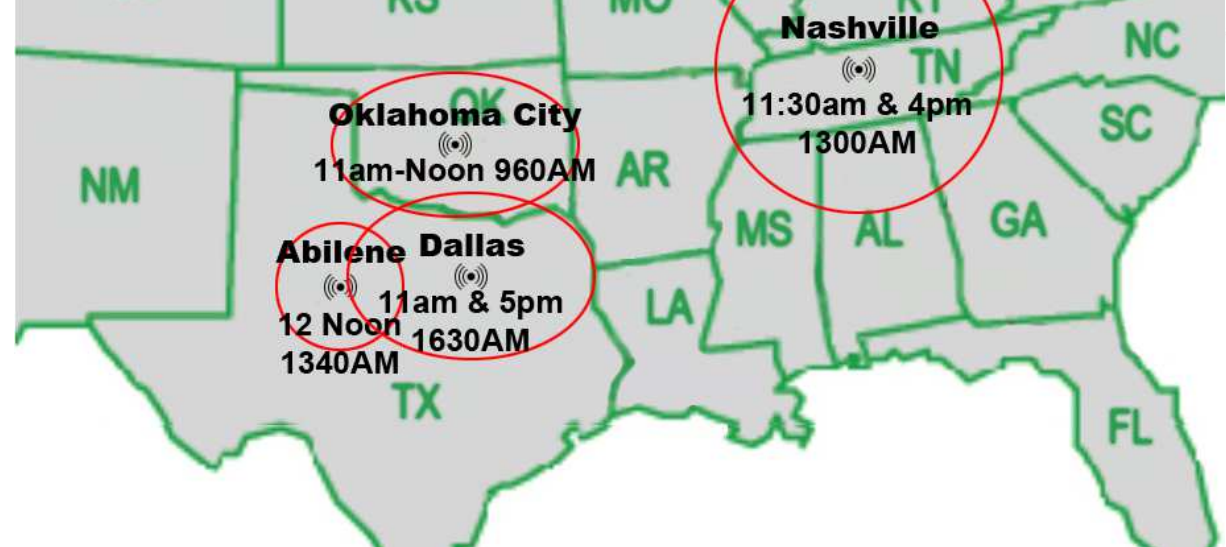 KS
MO
KY
Nashville
NC
TN
11:30am & 4pm
1300AM
OK
Oklahoma City
11am-Noon 960AM
SC
NM
AR
MS
AL
GA
Abilene
12 Noon
1340AM
Dallas
11am & 5pm
1630AM
LA
TX
FL